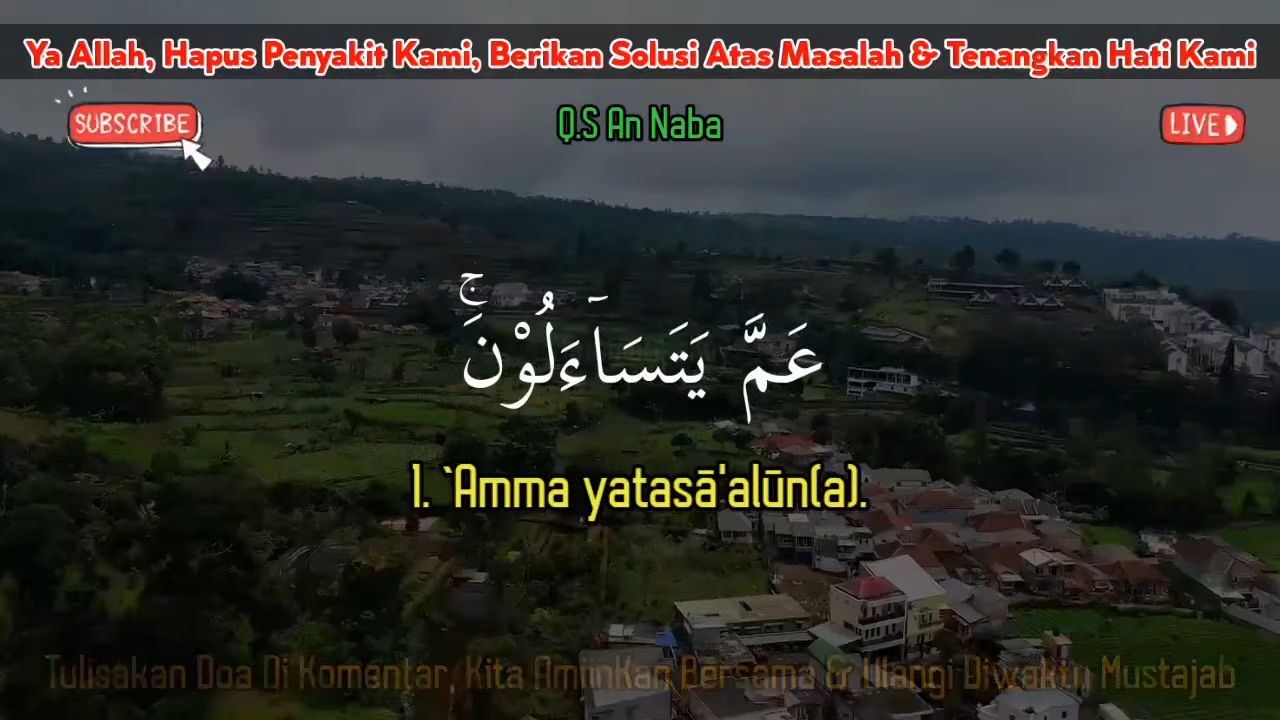 Ya Allah, Hapus Penyakit Kami, Berikan Solusi Atas Masalah & Tenangkan Hati Kami
SUBSCRIBE
Q.S An Naba
LIVE
عَمَّ يَتَسَاۤءَلُوْنَۚ
1. `Amma yatasā'alūn(a).
Tulisakan Doa Di Komentar, Kita AmiinKan Bersama & Ulangi Diwaktu Mustajab